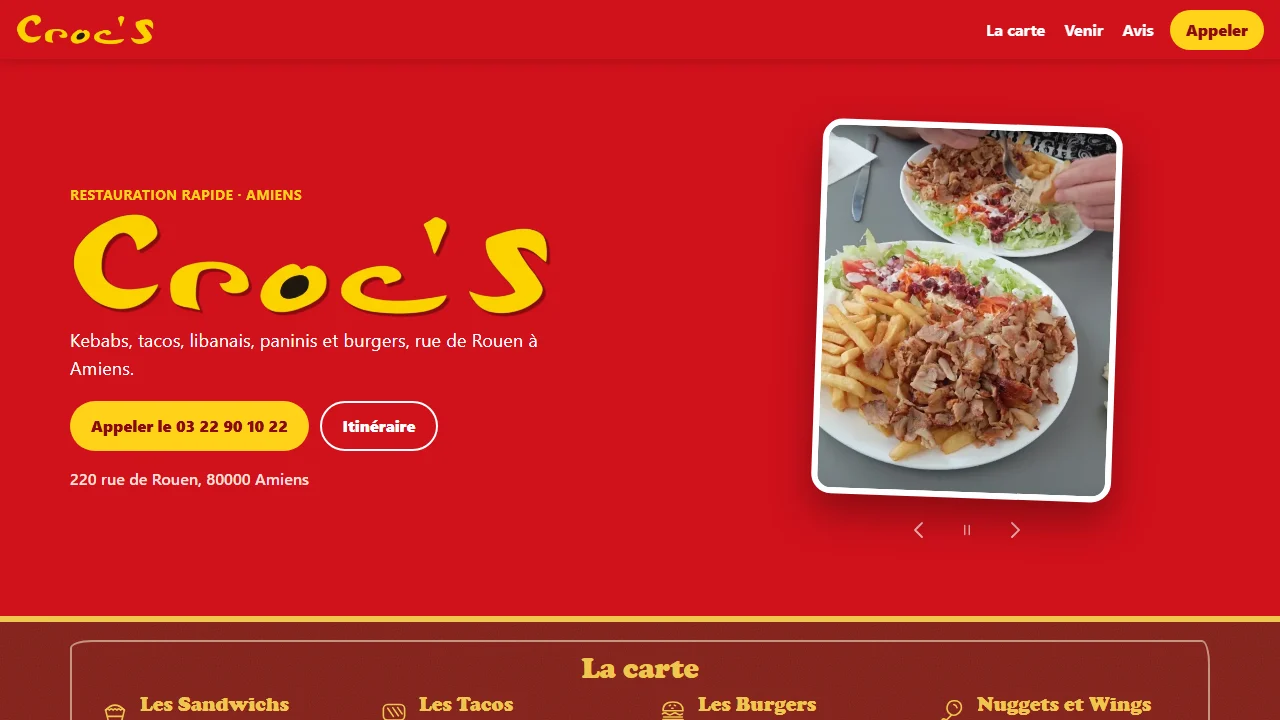 Croc'S
La carte
Venir
Avis
Appeler
RESTAURATION RAPIDE · AMIENS
Croc'S
Kebabs, tacos, libanais, paninis et burgers, rue de Rouen à
Amiens.
Appeler le 03 22 90 10 22
Itinéraire
220 rue de Rouen, 80000 Amiens
La carte
Les Sandwichs
Les Tacos
Les Burgers
Nuggets et Wings